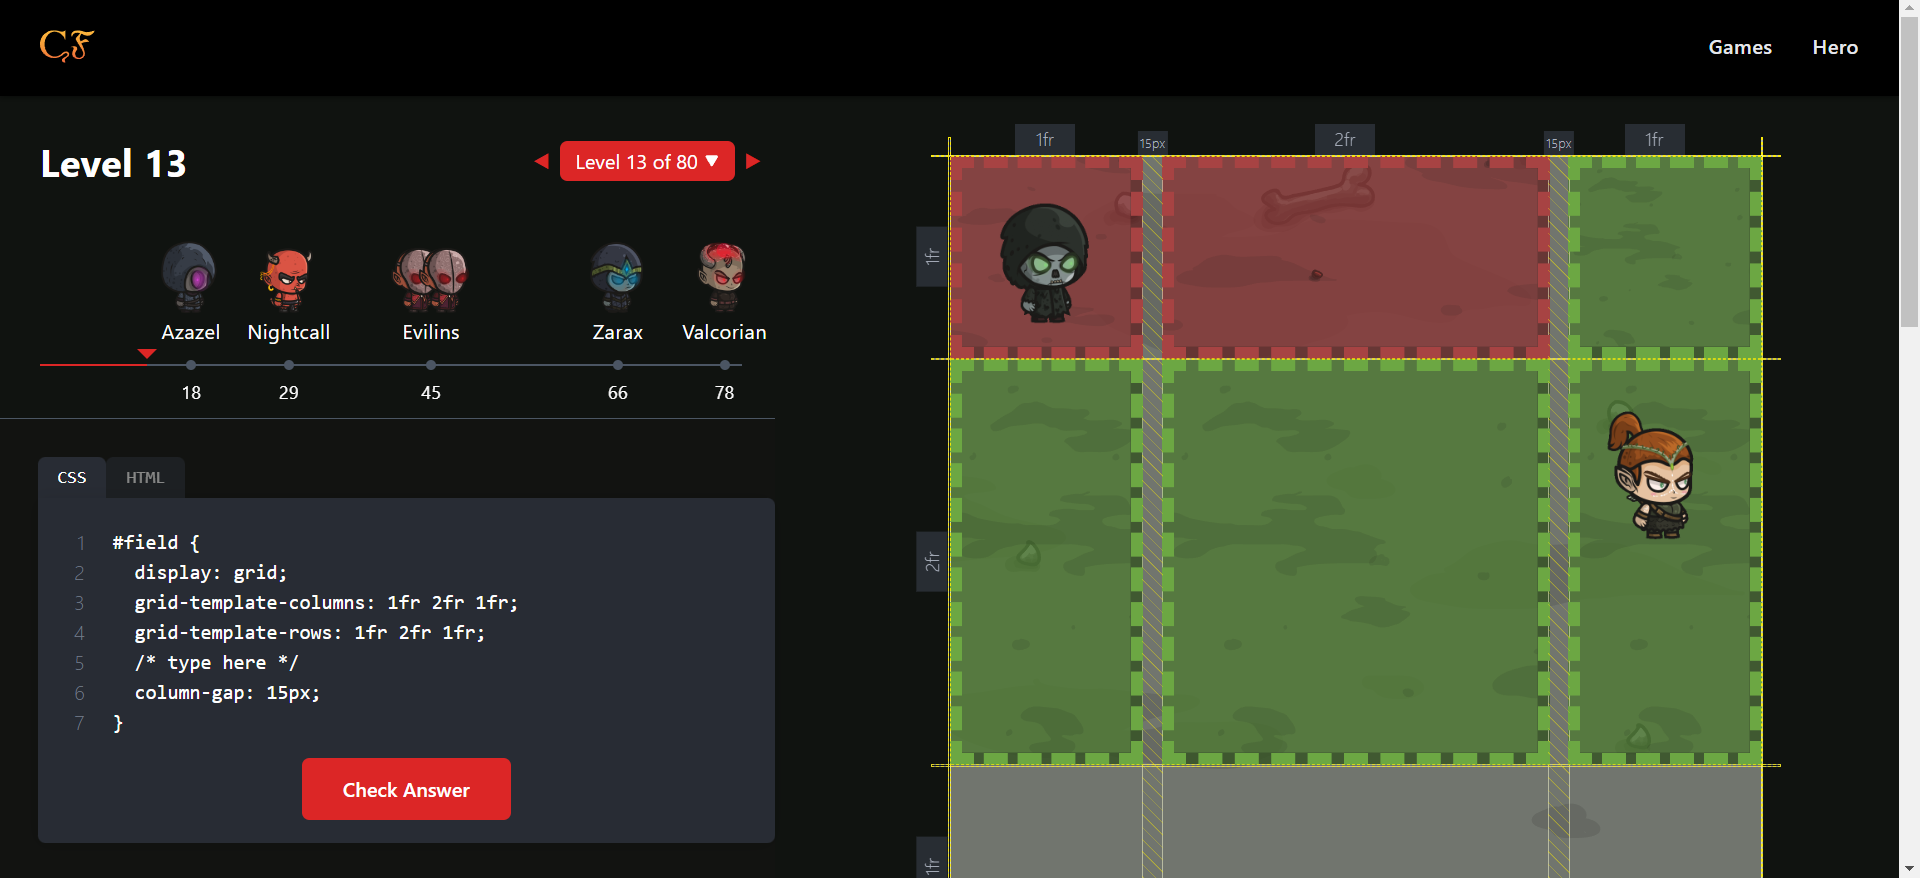 CF
Games Hero
Level 13
Level 13 of 80 ▼
Azazel Nightcall Evilins Zarax Valcorian
18 29 45 66 78
CSS HTML
1 #field {
2 display: grid;
3 grid-template-columns: 1fr 2fr 1fr;
4 grid-template-rows: 1fr 2fr 1fr;
5 /* type here */
6 column-gap: 15px;
7 }
Check Answer
1fr 15px 2fr 15px 1fr
1fr
2fr
1fr